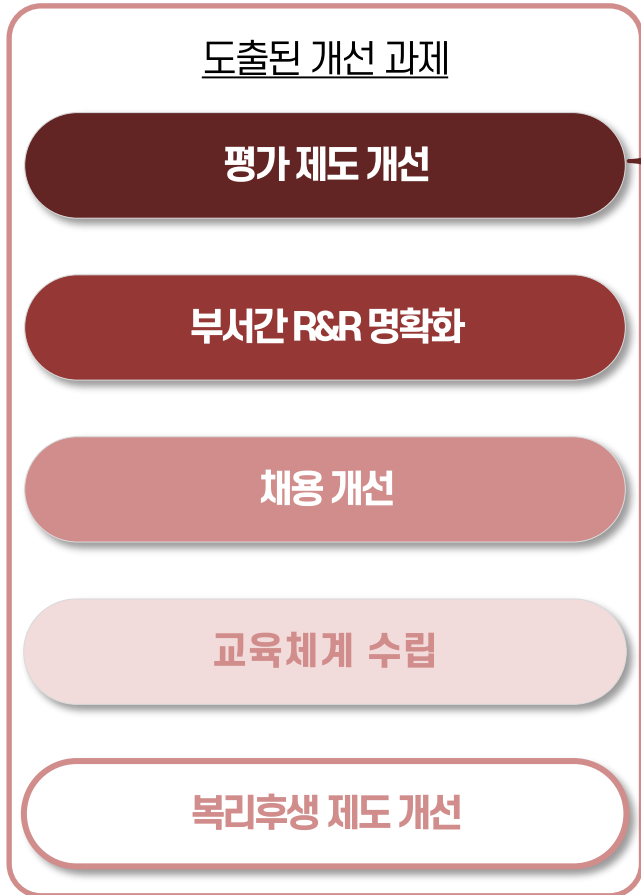 도출된 개선 과제
평가 제도 개선
부서간 R&R 명확화
채용 개선
교육체계 수립
복리후생 제도 개선